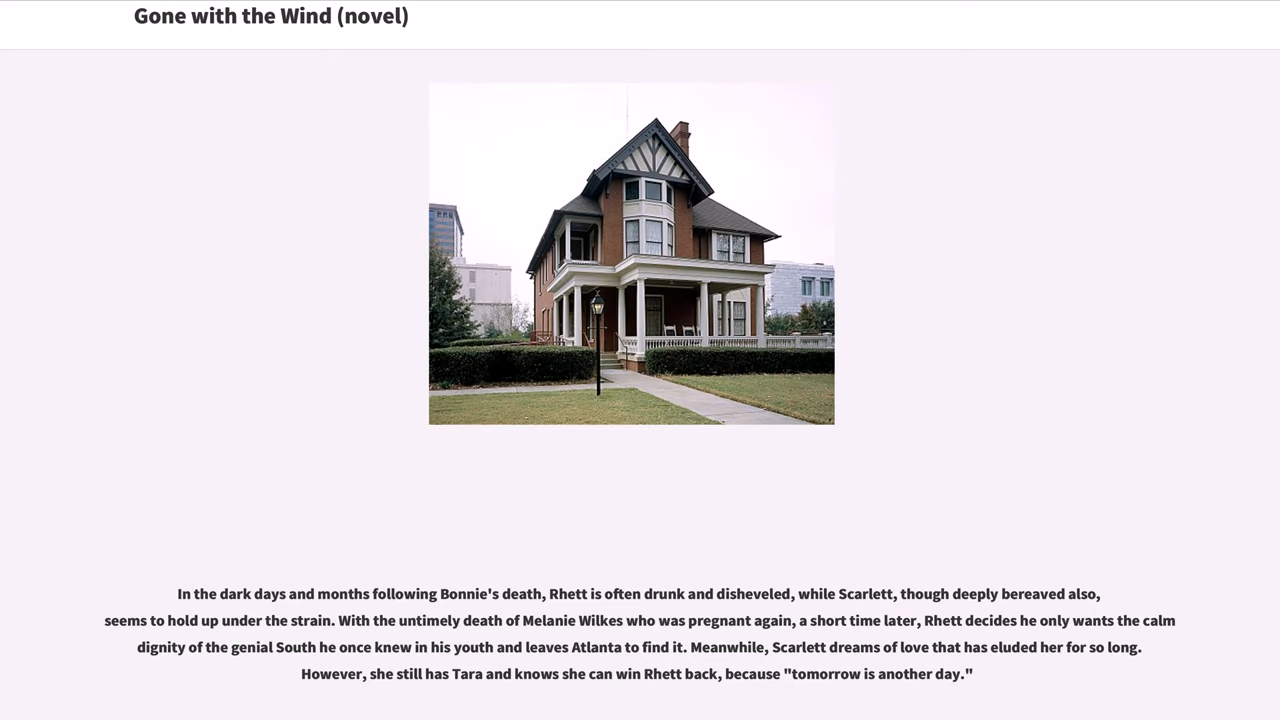 Gone with the Wind (novel)
In the dark days and months following Bonnie's death, Rhett is often drunk and disheveled, while Scarlett, though deeply bereaved also,
seems to hold up under the strain. With the untimely death of Melanie Wilkes who was pregnant again, a short time later, Rhett decides he only wants the calm
dignity of the genial South he once knew in his youth and leaves Atlanta to find it. Meanwhile, Scarlett dreams of love that has eluded her for so long.
However, she still has Tara and knows she can win Rhett back, because "tomorrow is another day."